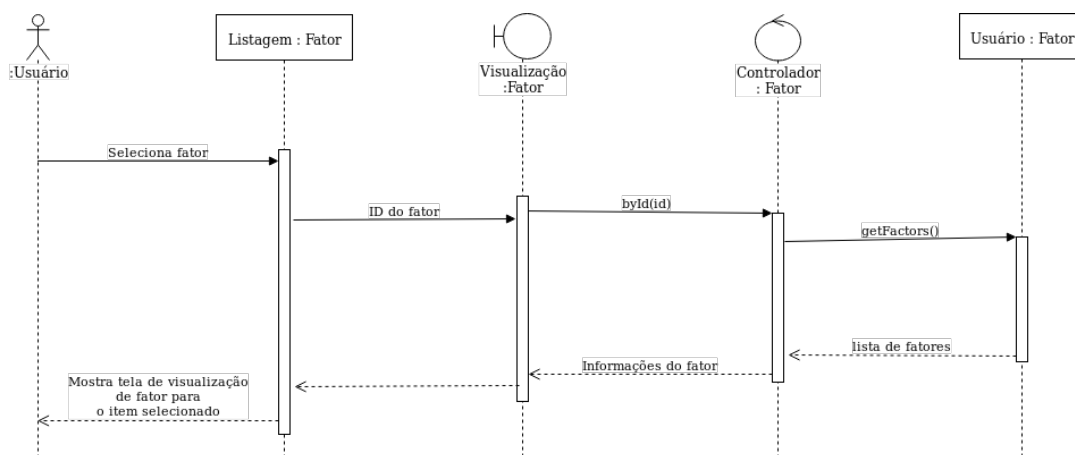 :Usuário
Listagem : Fator
Visualização
:Fator
Controlador
: Fator
Usuário : Fator
Seleciona fator
ID do fator
byId(id)
getFactors()
lista de fatores
Informações do fator
Mostra tela de visualização
de fator para
o item selecionado